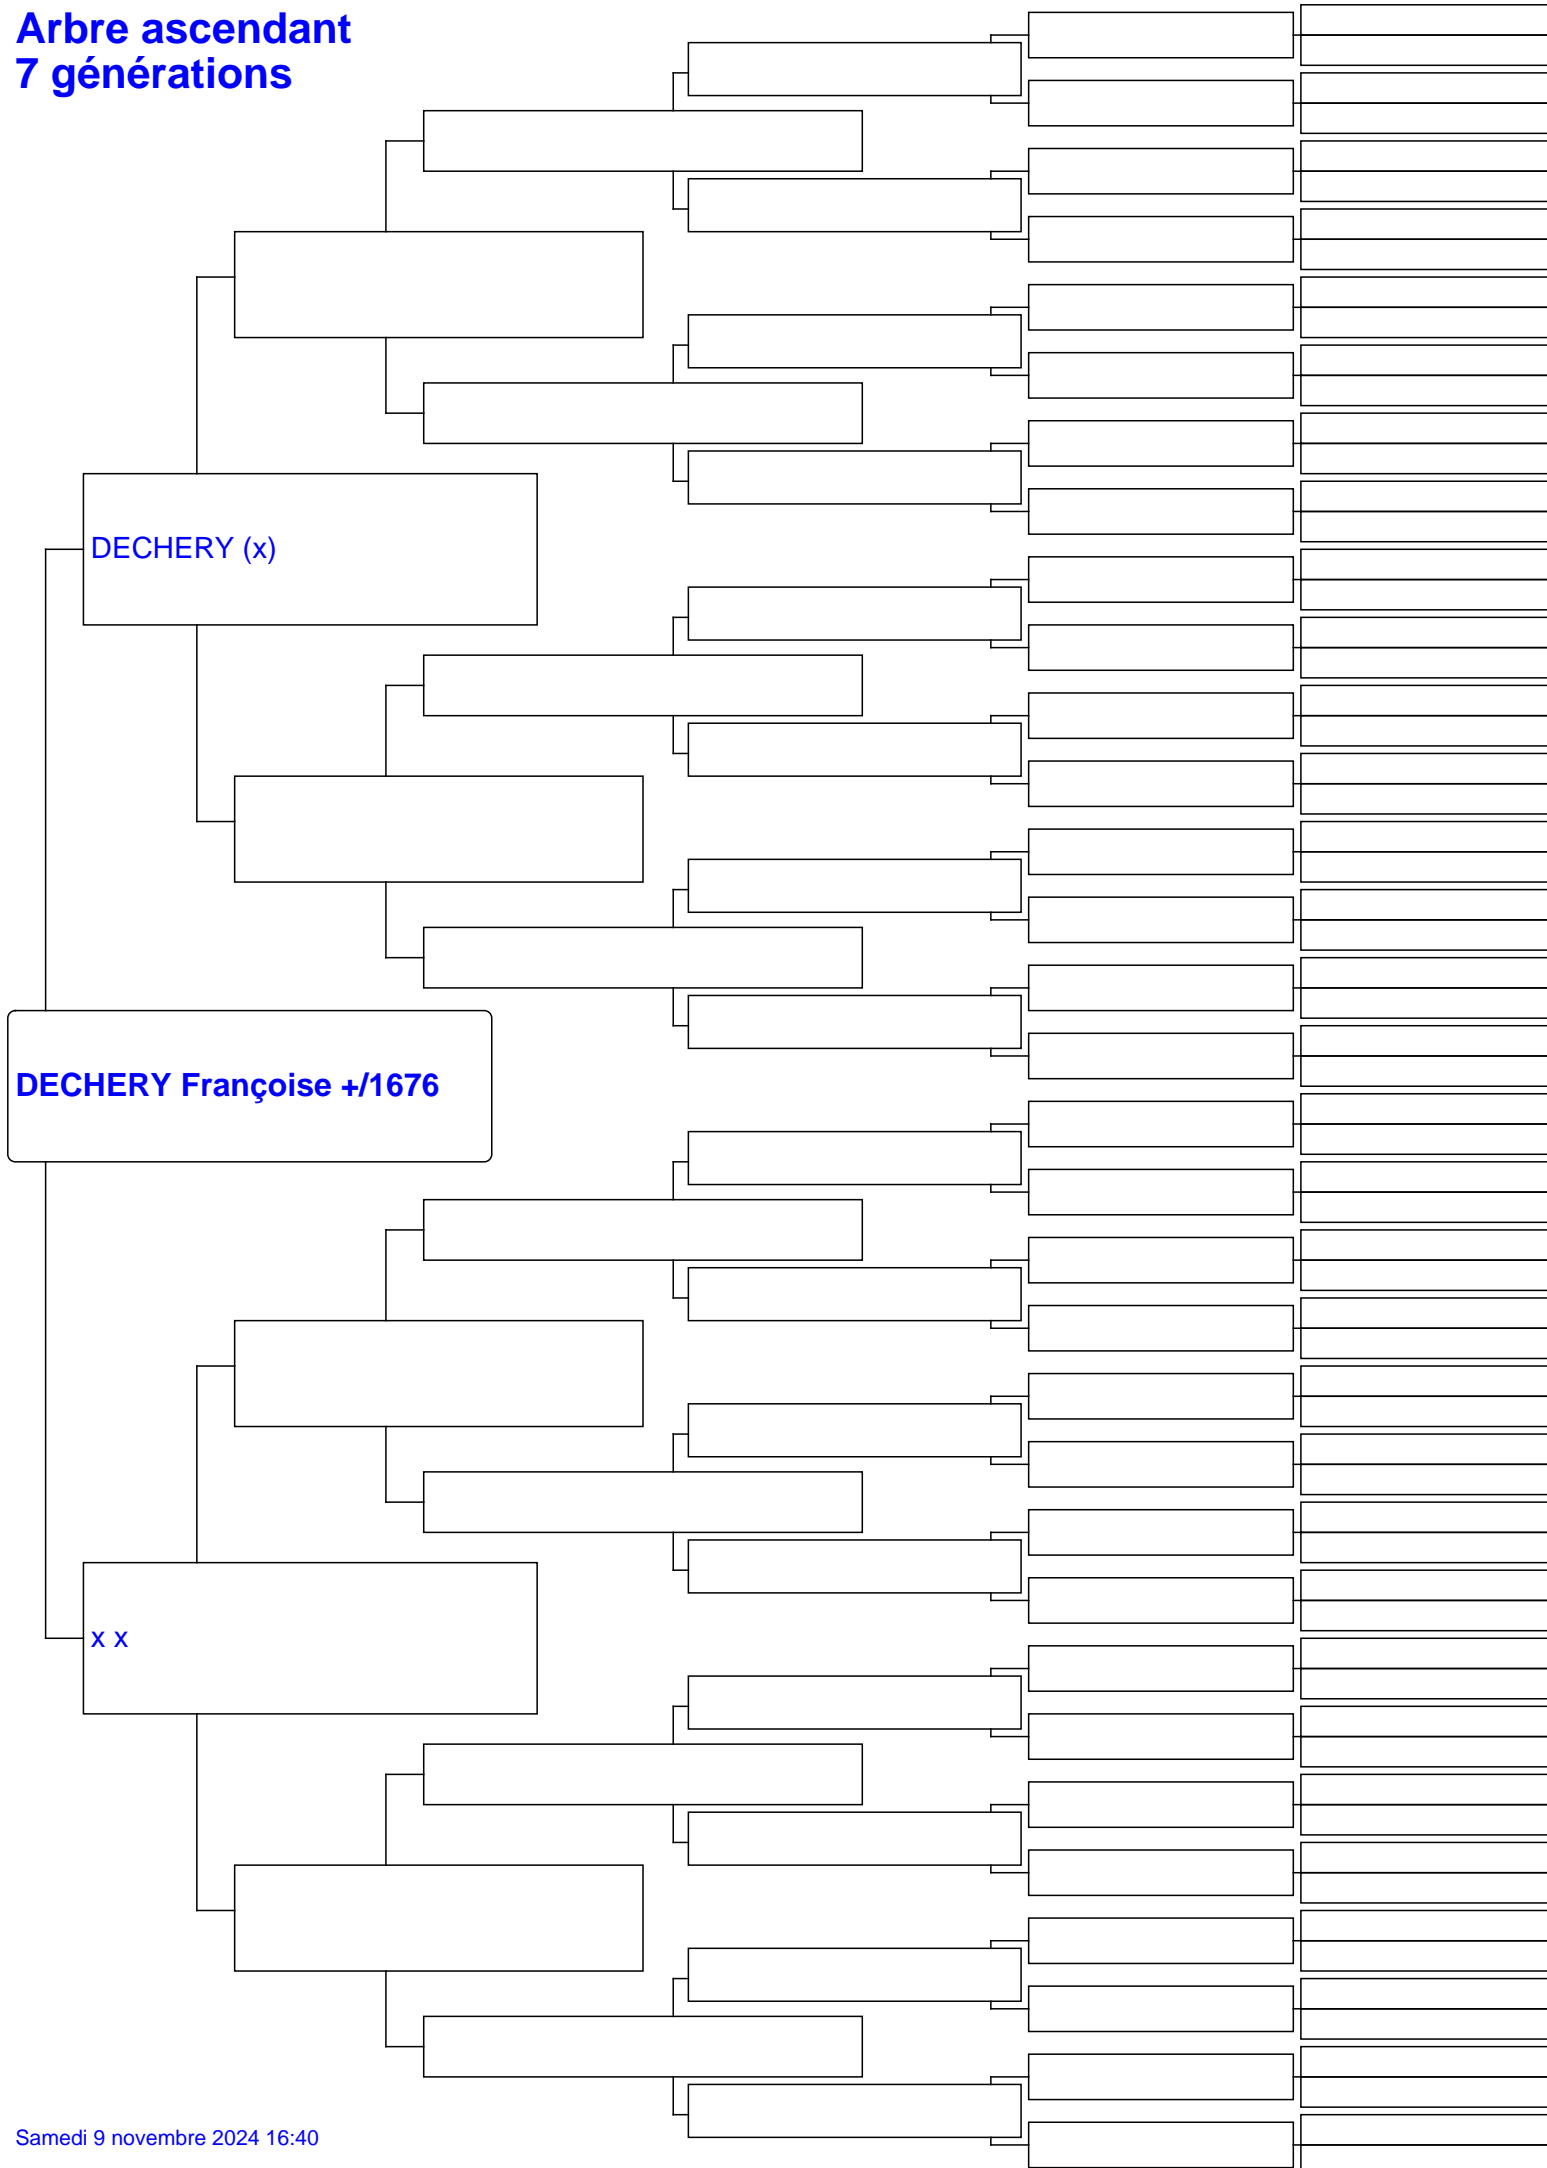 Arbre ascendant
7 générations
DECHERY (x)
DECHERY Françoise +/1676
x x
Samedi 9 novembre 2024 16:40